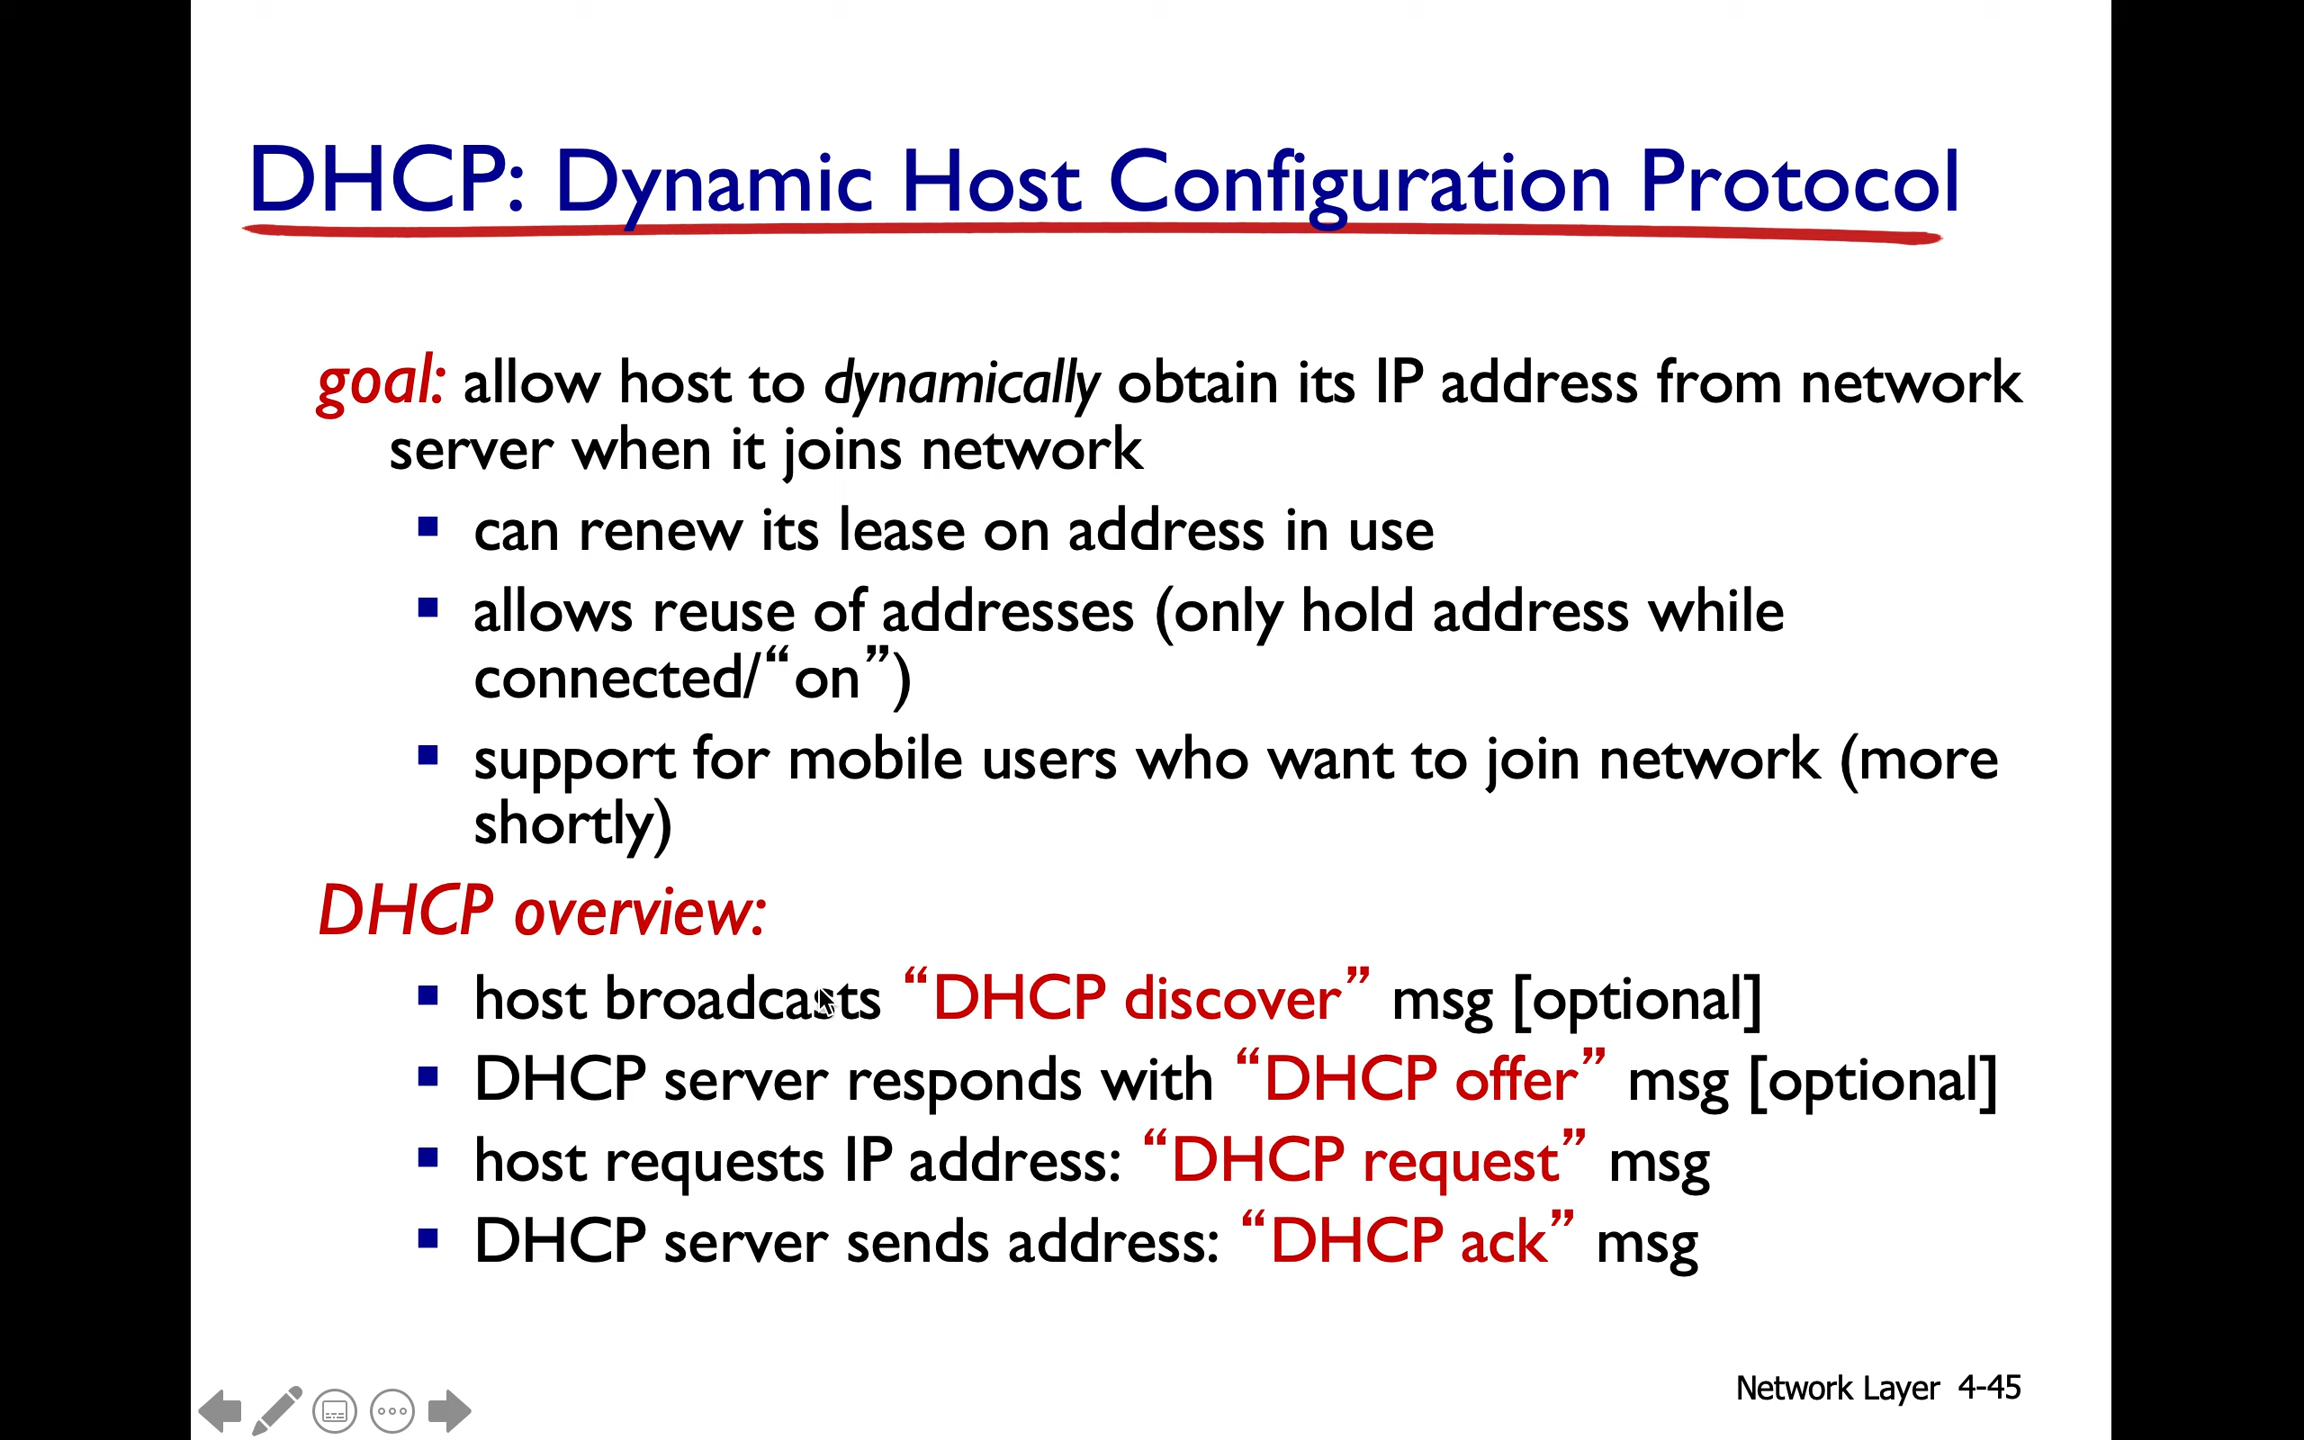 DHCP: Dynamic Host Configuration Protocol
goal: allow host to dynamically obtain its IP address from network
server when it joins network
▪ can renew its lease on address in use
▪ allows reuse of addresses (only hold address while
connected/“on”)
▪ support for mobile users who want to join network (more
shortly)
DHCP overview:
▪ host broadcasts “DHCP discover” msg [optional]
▪ DHCP server responds with “DHCP offer” msg [optional]
▪ host requests IP address: “DHCP request” msg
▪ DHCP server sends address: “DHCP ack” msg
Network Layer 4-45